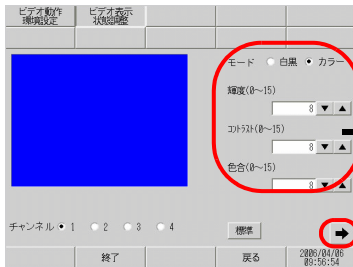 ビデオ動作
環境設定
ビデオ表示
状態調整
モード 白黒 カラー
輝度(0～15)
8 ▼ ▲
コントラスト(0～15)
8 ▼ ▲
色合(0～15)
8 ▼ ▲
チャンネル 1 2 3 4
標準
終了
戻る
2006/04/06
09:56:54